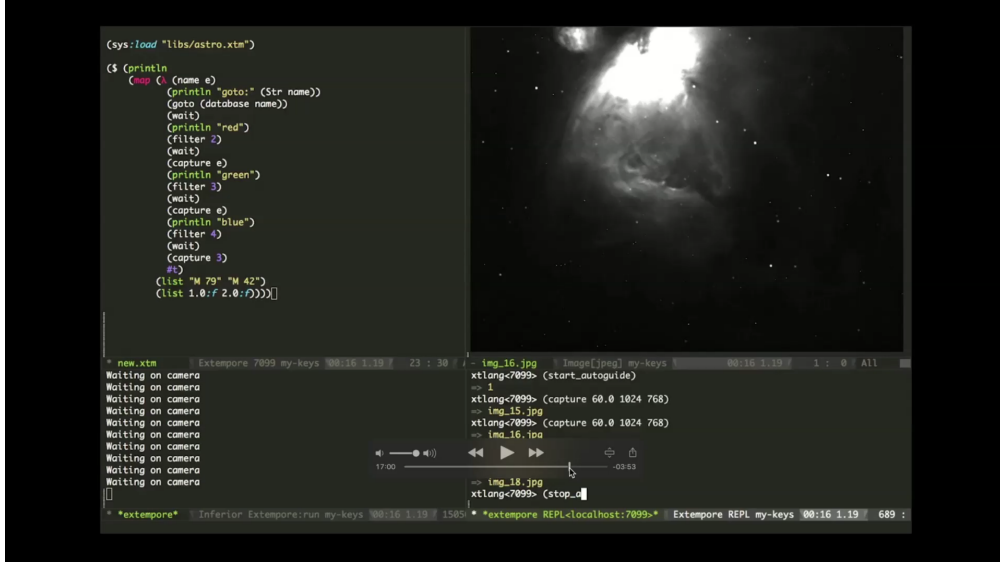 (sys:load "libs/astro.xtm")
($ (println
(map (λ (name e)
(println "goto:" (Str name))
(goto (database name))
(wait)
(println "red")
(filter 2)
(wait)
(capture e)
(println "green")
(filter 3)
(wait)
(capture e)
(println "blue")
(filter 4)
(wait)
(capture 3)
#t)
(list "M 79" "M 42")
(list 1.0:f 2.0:f))))
* new.xtm Extempore 7099 my-keys 00:16 1.19 23 : 30
Waiting on camera
Waiting on camera
Waiting on camera
Waiting on camera
Waiting on camera
Waiting on camera
Waiting on camera
Waiting on camera
Waiting on camera
Waiting on camera
* *extempore* Inferior Extempore:run my-keys 00:16 1.19
- img_16.jpg Image[jpeg] my-keys 00:16 1.19 1 : 0 All
xtlang<7099> (start_autoguide)
=> 1
xtlang<7099> (capture 60.0 1024 768)
=> img_15.jpg
xtlang<7099> (capture 60.0 1024 768)
=> img_16.jpg
17:00 -03:53
=> img_18.jpg
xtlang<7099> (stop_a
* *extempore REPL<localhost:7099>* Extempore REPL my-keys 00:16 1.19 689 :